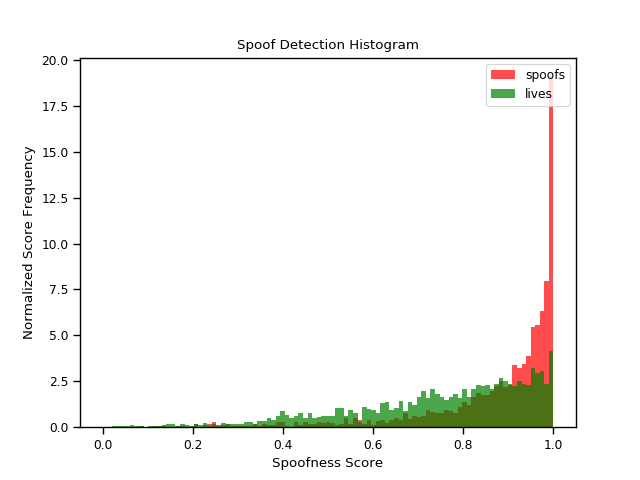 Spoof Detection Histogram
20.0
17.5
15.0
12.5
10.0
7.5
5.0
2.5
0.0
Normalized Score Frequency
spoofs
lives
0.0 0.2 0.4 0.6 0.8 1.0
Spoofness Score